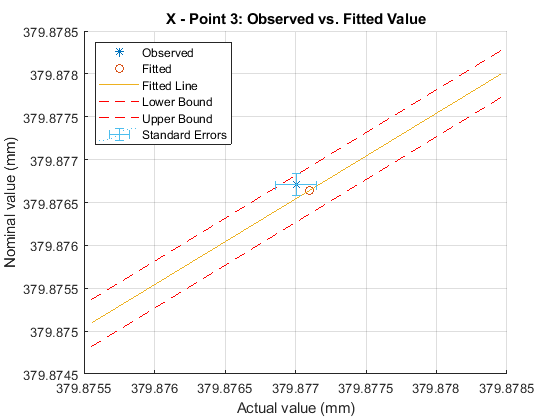 X - Point 3: Observed vs. Fitted Value
379.8785
379.878
379.8775
379.877
379.8765
379.876
379.8755
379.875
379.8745
Nominal value (mm)
Observed
Fitted
Fitted Line
Lower Bound
Upper Bound
Standard Errors
379.8755 379.876 379.8765 379.877 379.8775 379.878 379.8785
Actual value (mm)